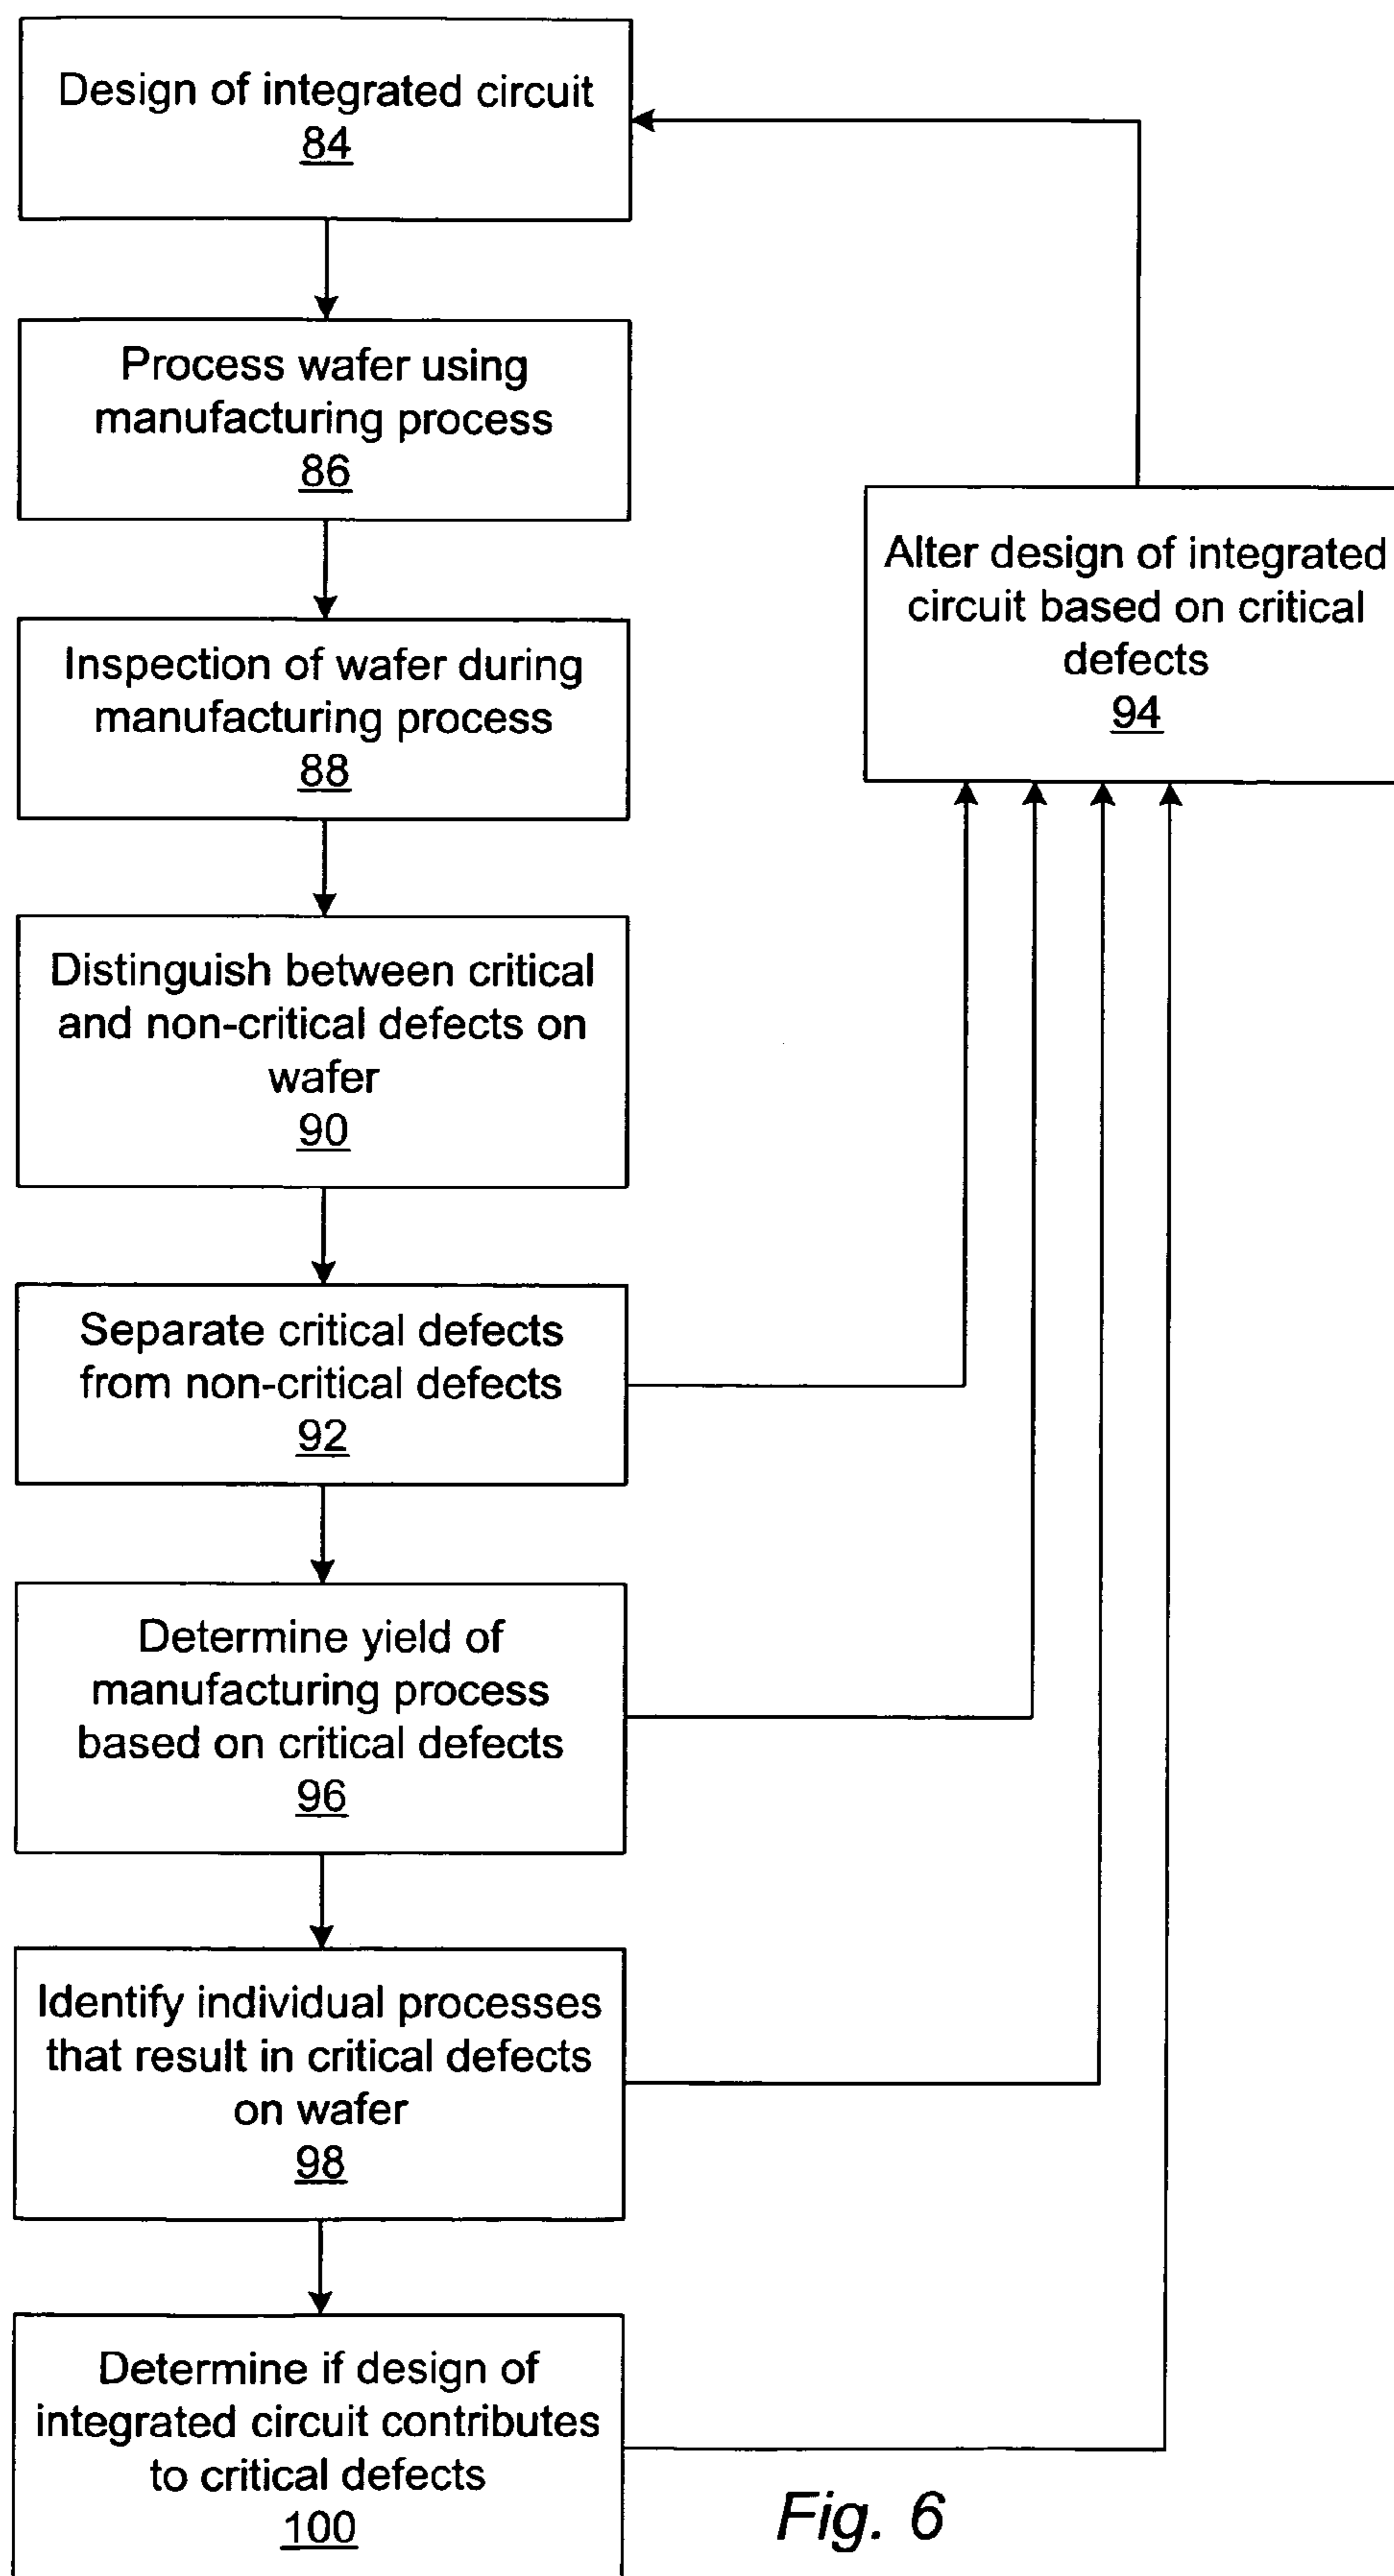 Design of integrated circuit
84
Process wafer using
manufacturing process
86
Inspection of wafer during
manufacturing process
88
Distinguish between critical
and non-critical defects on
wafer
90
Separate critical defects
from non-critical defects
92
Alter design of integrated
circuit based on critical
defects
94
Determine yield of
manufacturing process
based on critical defects
96
Identify individual processes
that result in critical defects
on wafer
98
Determine if design of
integrated circuit contributes
to critical defects
100
Fig. 6